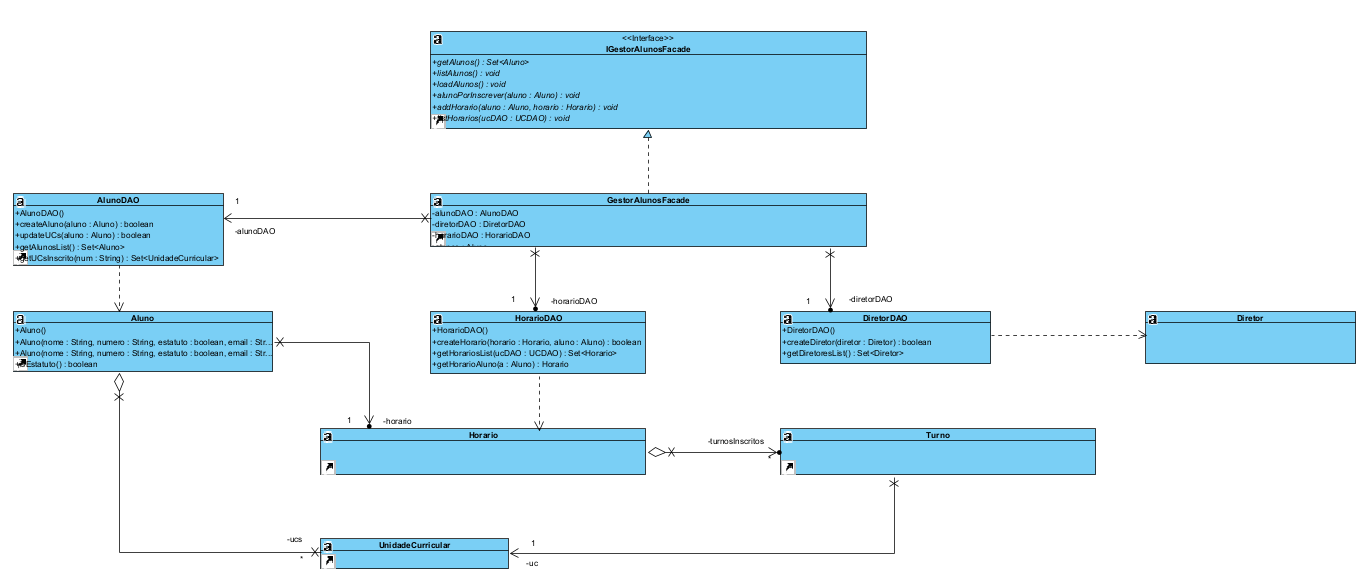 <<Interface>>
IGestorAlunosFacade
+getAlunos() : Set<Aluno>
+listAlunos() : void
+loadAlunos() : void
+alunoPorInscrever(aluno : Aluno) : void
+addHorario(aluno : Aluno, horario : Horario) : void
Horarios(ucDAO : UCDAO) : void
AlunoDAO
+AlunoDAO()
+createAluno(aluno : Aluno) : boolean
+updateUCs(aluno : Aluno) : boolean
+getAlunosList() : Set<Aluno>
getUCsInscrito(num : String) : Set<UnidadeCurricular>
1
-alunoDAO
GestorAlunosFacade
-alunoDAO : AlunoDAO
-diretorDAO : DiretorDAO
horarioDAO : HorarioDAO
1
-horarioDAO
1
-diretorDAO
Aluno
+Aluno()
+Aluno(nome : String, numero : String, estatuto : boolean, email : Str...
+Aluno(nome : String, numero : String, estatuto : boolean, email : Str...
Estatuto() : boolean
HorarioDAO
+HorarioDAO()
+createHorario(horario : Horario, aluno : Aluno) : boolean
+getHorariosList(ucDAO : UCDAO) : Set<Horario>
+getHorarioAluno(a : Aluno) : Horario
DiretorDAO
+DiretorDAO()
+createDiretor(diretor : Diretor) : boolean
+getDiretoresList() : Set<Diretor>
Diretor
1
-horario
Horario
-turnosInscritos
*
Turno
-ucs
*
UnidadeCurricular
1
-uc